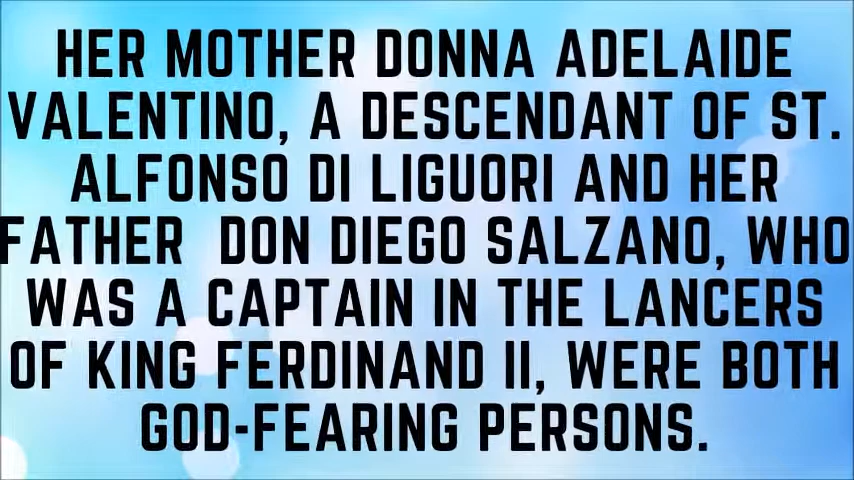 HER MOTHER DONNA ADELAIDE
VALENTINO, A DESCENDANT OF ST.
ALFONSO DI LIGUORI AND HER
FATHER  DON DIEGO SALZANO, WHO
WAS A CAPTAIN IN THE LANCERS
OF KING FERDINAND II, WERE BOTH
GOD-FEARING PERSONS.